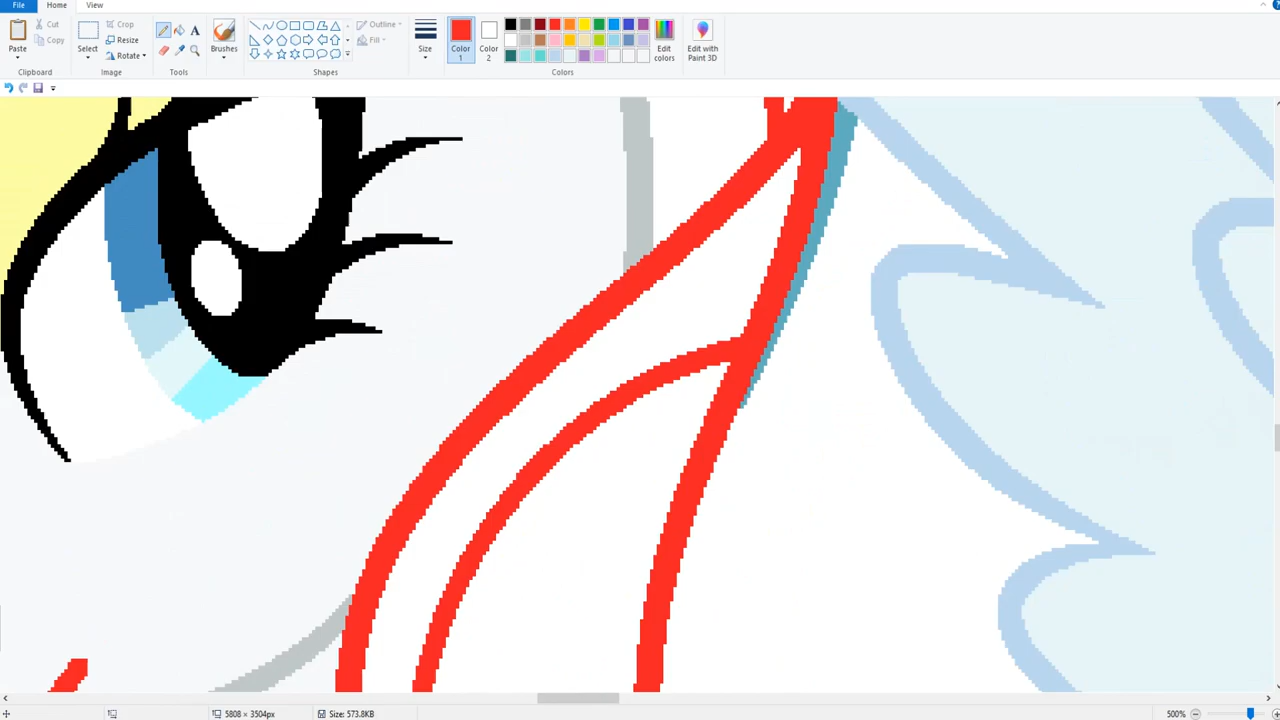 File Home View
Paste Cut Copy Clipboard
Select Crop Resize Rotate Image
A Tools
Brushes
Outline Fill Shapes
Size
Color 1 Color 2 Edit colors Colors
Edit with Paint 3D
5808 × 3504px Size: 573.8KB 500%